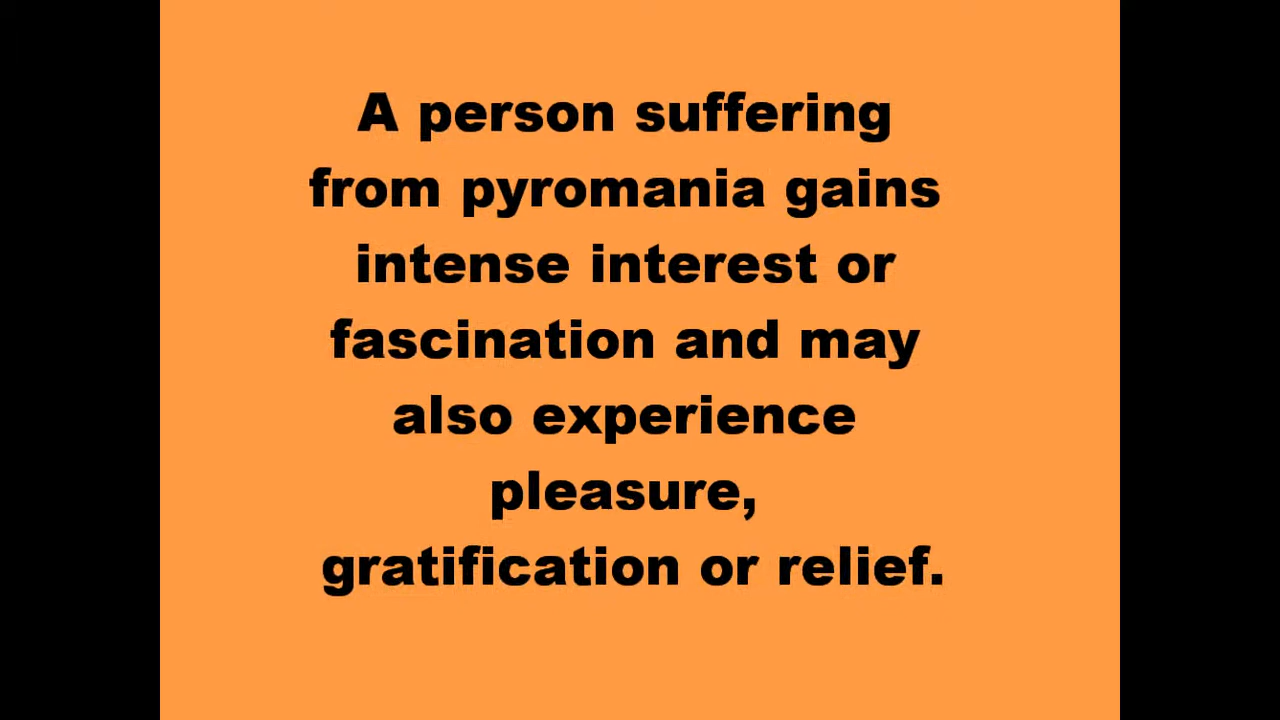 A person suffering
from pyromania gains
intense interest or
fascination and may
also experience
pleasure,
gratification or relief.